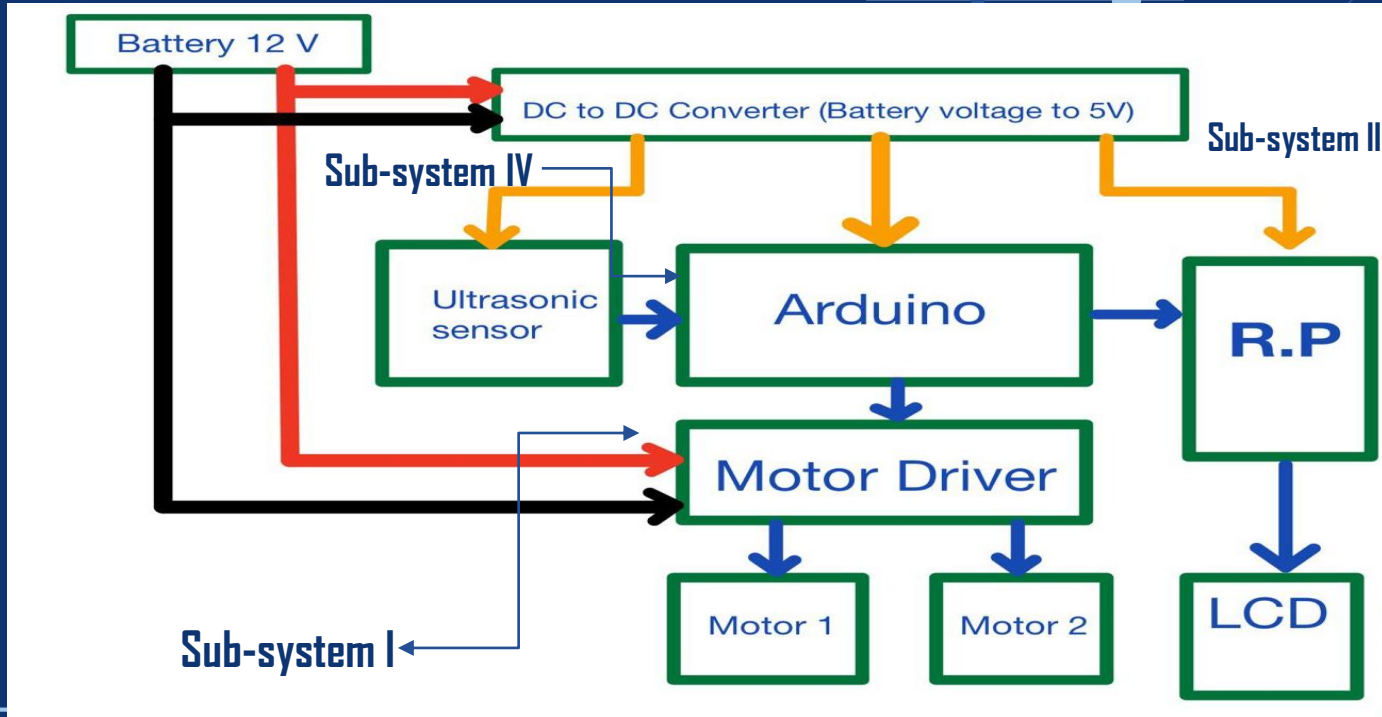 Battery 12 V
DC to DC Converter (Battery voltage to 5V)
Sub-system II
Sub-system IV
Ultrasonic
sensor
Arduino
R.P
Motor Driver
Motor 1
Motor 2
LCD
Sub-system I